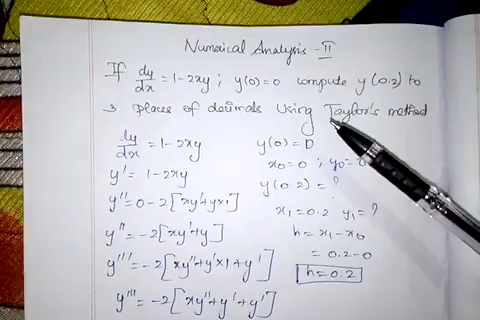 Numerical Analysis - II
If dy/dx = 1-2xy ; y(0)=0 compute y(0.2) to
3 places of decimals using Taylor's method
dy/dx = 1-2xy
y' = 1-2xy
y'' = 0-2[xy'+y×1]
y'' = -2[xy'+y]
y''' = -2[xy''+y'×1+y']
y''' = -2[xy''+y'+y']
y(0)=0
x0=0 ; y0=0
y(0.2) = ?
x1=0.2 y1=?
h = x1-x0
= 0.2-0
h=0.2